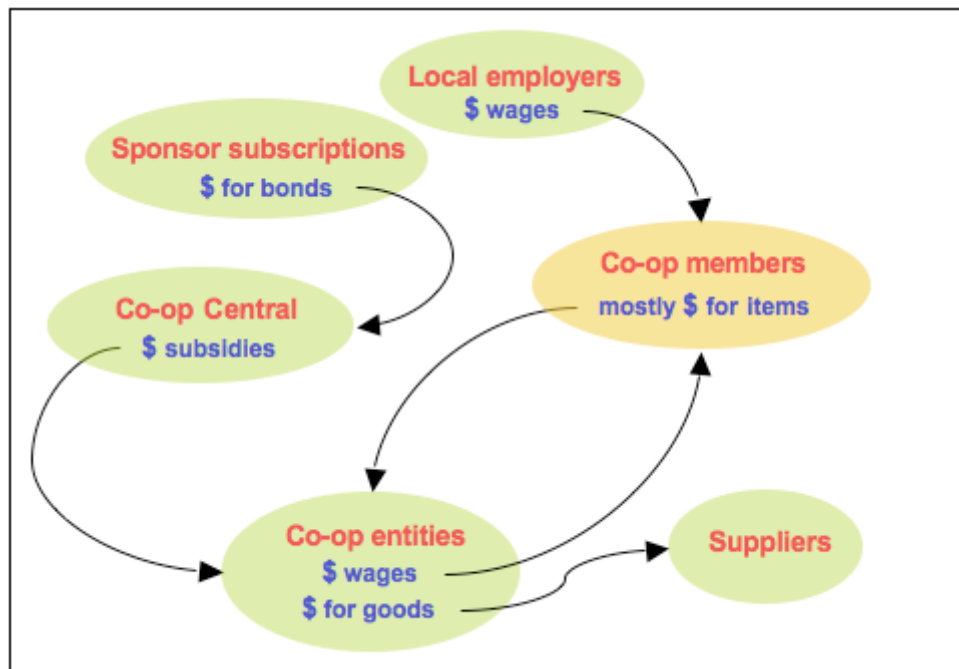 Local employers
$ wages
Sponsor subscriptions
$ for bonds
Co-op members
mostly $ for items
Co-op Central
$ subsidies
Co-op entities
$ wages
$ for goods
Suppliers